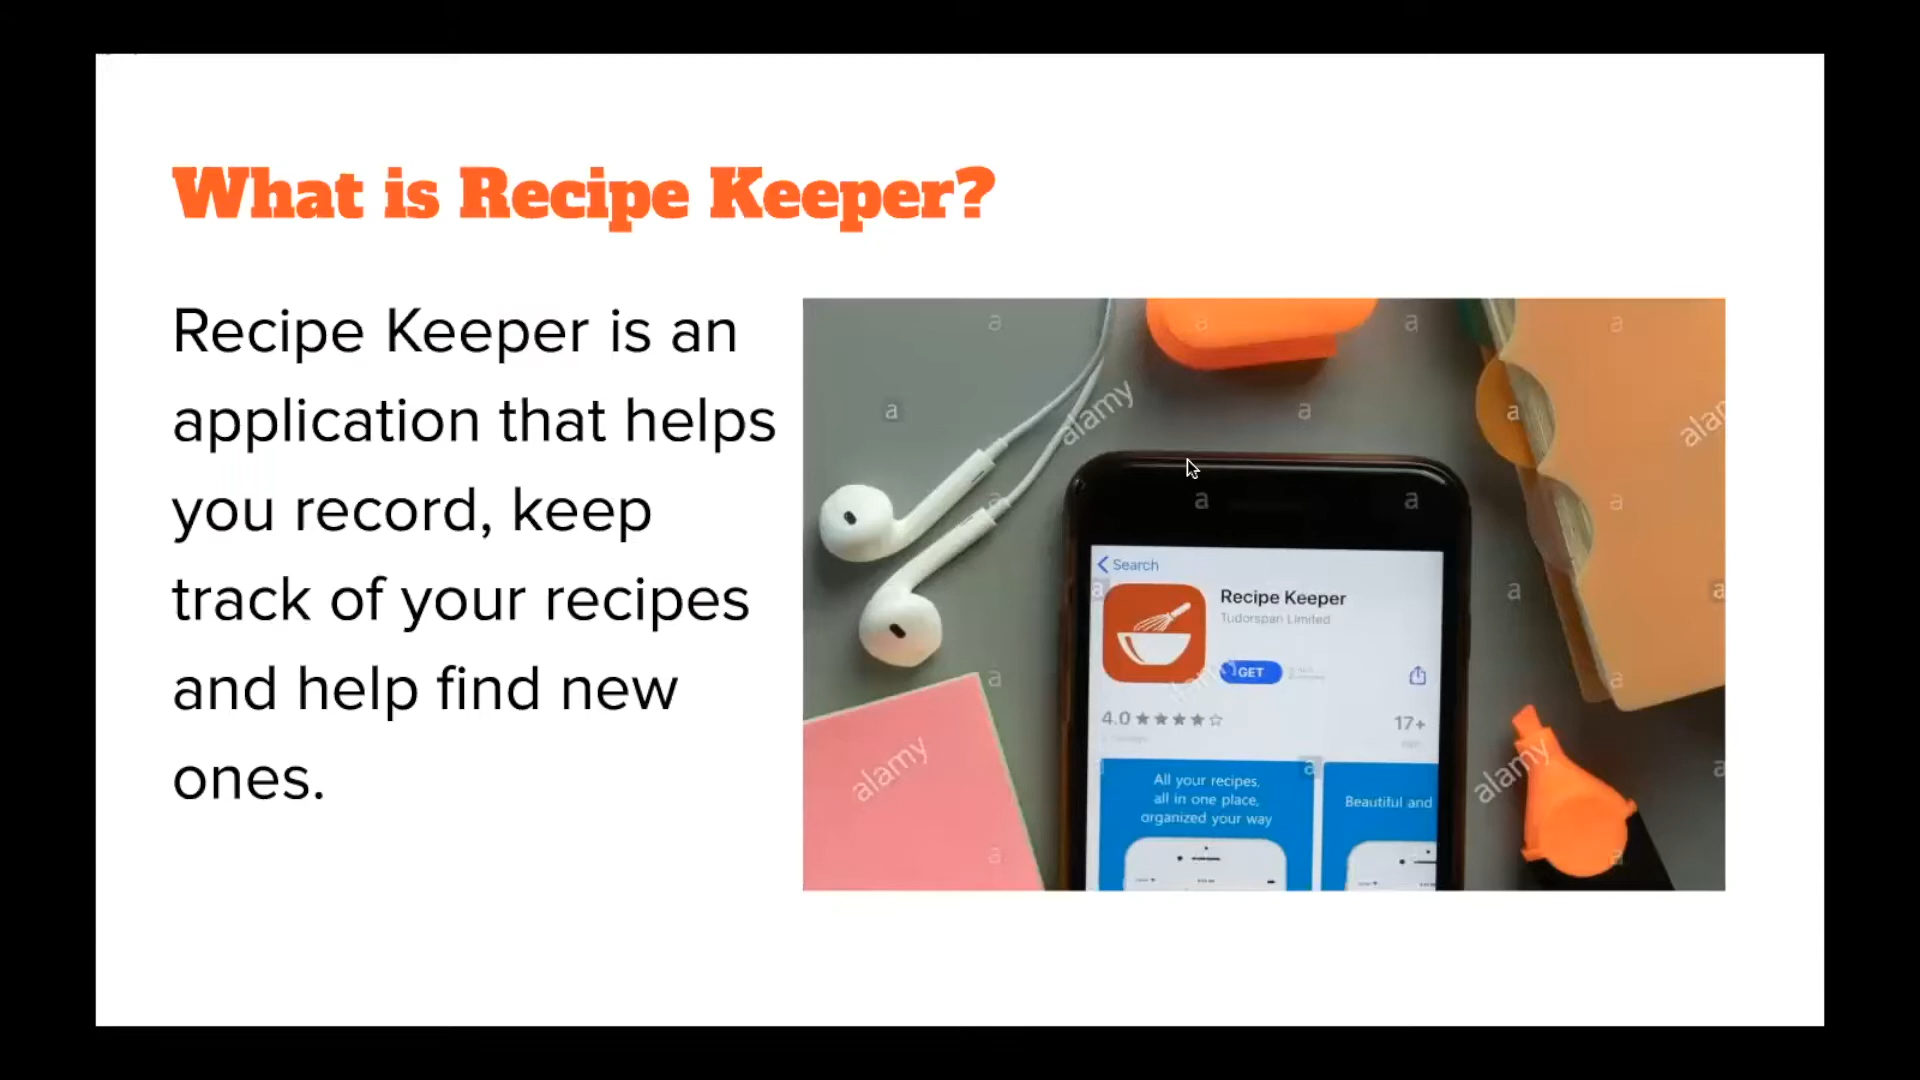 What is Recipe Keeper?
Recipe Keeper is an
application that helps
you record, keep
track of your recipes
and help find new
ones.
a a a a
alamy
a a a alamy
a a a a
Search
a a a
Recipe Keeper
Tudorspan Limited
GET
alamy
a a
4.0
17+
alamy alamy
a a
All your recipes,
all in one place,
organized your way
Beautiful and
a a